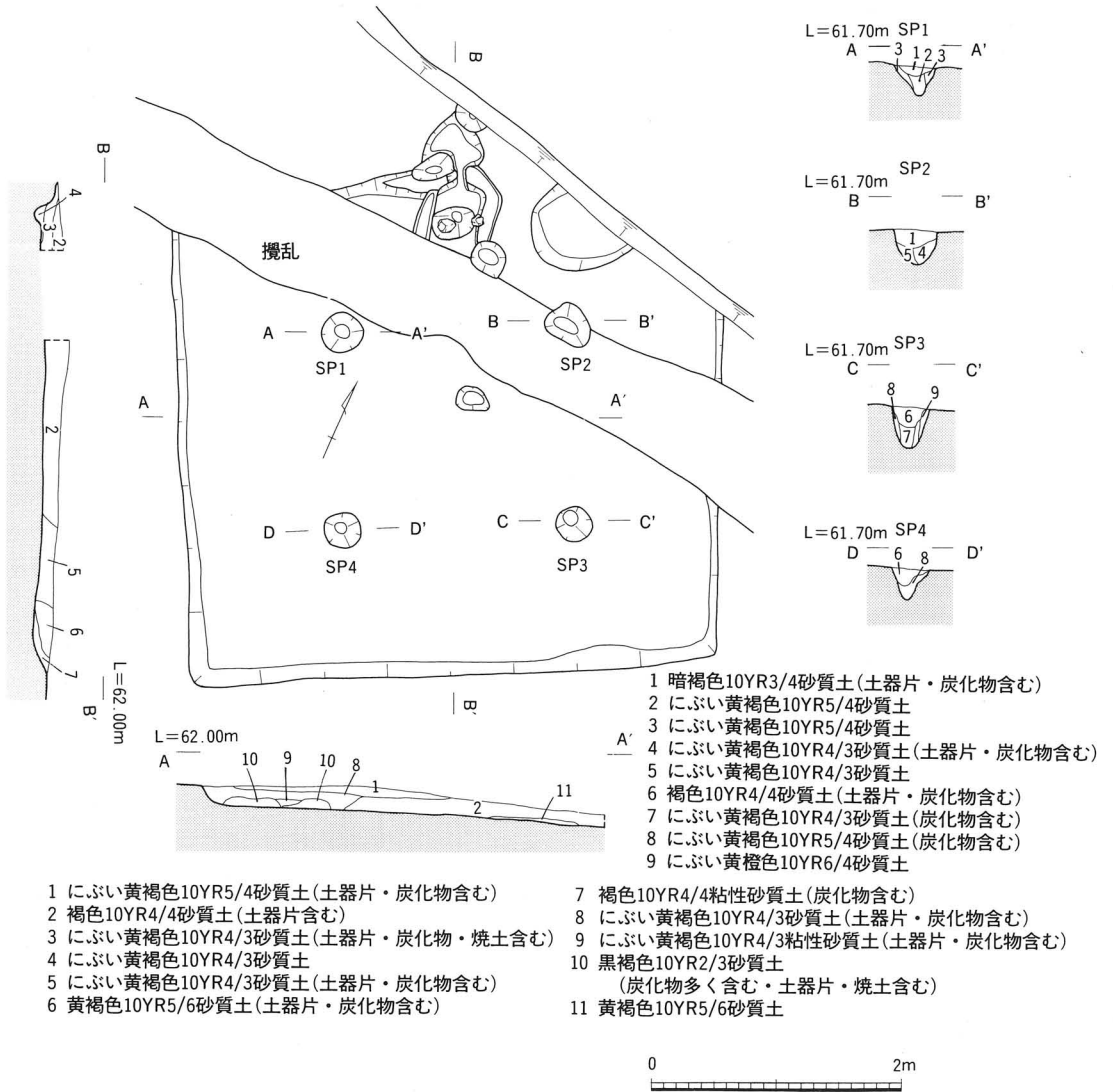 B
L=61.70m SP1
A 3 1 2 3 A'
B
4
3 2
攪乱
SP2
L=61.70m
B B'
1
5 4
A A'
SP1
B B'
SP2
L=61.70m SP3
C C'
8 9
6
7
A A'
2
D D'
SP4
C C'
SP3
L=61.70m SP4
D 6 8 D'
5
6
7
L=62.00m
B'
B'
L=62.00m
A A'
10 9 10 8 1 2 11
1 暗褐色10YR3/4砂質土(土器片・炭化物含む)
2 にぶい黄褐色10YR5/4砂質土
3 にぶい黄褐色10YR5/4砂質土
4 にぶい黄褐色10YR4/3砂質土(土器片・炭化物含む)
5 にぶい黄褐色10YR4/3砂質土
6 褐色10YR4/4砂質土(土器片・炭化物含む)
7 にぶい黄褐色10YR4/3砂質土(炭化物含む)
8 にぶい黄褐色10YR5/4砂質土(炭化物含む)
9 にぶい黄橙色10YR6/4砂質土
1 にぶい黄褐色10YR5/4砂質土(土器片・炭化物含む)
2 褐色10YR4/4砂質土(土器片含む)
3 にぶい黄褐色10YR4/3砂質土(土器片・炭化物・焼土含む)
4 にぶい黄褐色10YR4/3砂質土
5 にぶい黄褐色10YR4/3砂質土(土器片・炭化物含む)
6 黄褐色10YR5/6砂質土(土器片・炭化物含む)
7 褐色10YR4/4粘性砂質土(炭化物含む)
8 にぶい黄褐色10YR4/3砂質土(土器片・炭化物含む)
9 にぶい黄褐色10YR4/3粘性砂質土(土器片・炭化物含む)
10 黒褐色10YR2/3砂質土
(炭化物多く含む・土器片・焼土含む)
11 黄褐色10YR5/6砂質土
0 2m